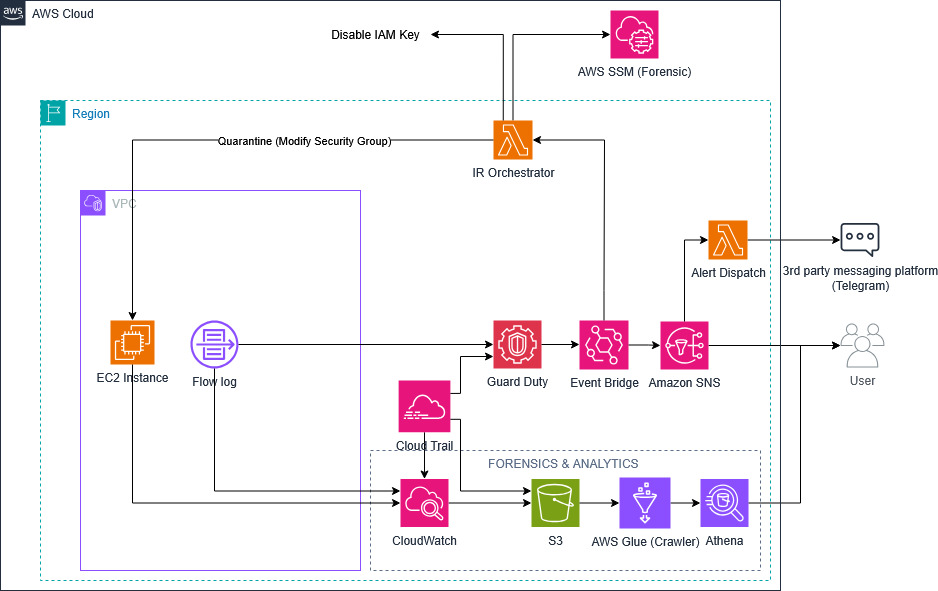 aws
AWS Cloud
Disable IAM Key
AWS SSM (Forensic)
Region
Quarantine (Modify Security Group)
IR Orchestrator
VPC
Alert Dispatch
3rd party messaging platform
(Telegram)
EC2 Instance
Flow log
Guard Duty
Event Bridge
Amazon SNS
User
Cloud Trail
FORENSICS & ANALYTICS
CloudWatch
S3
AWS Glue (Crawler)
Athena